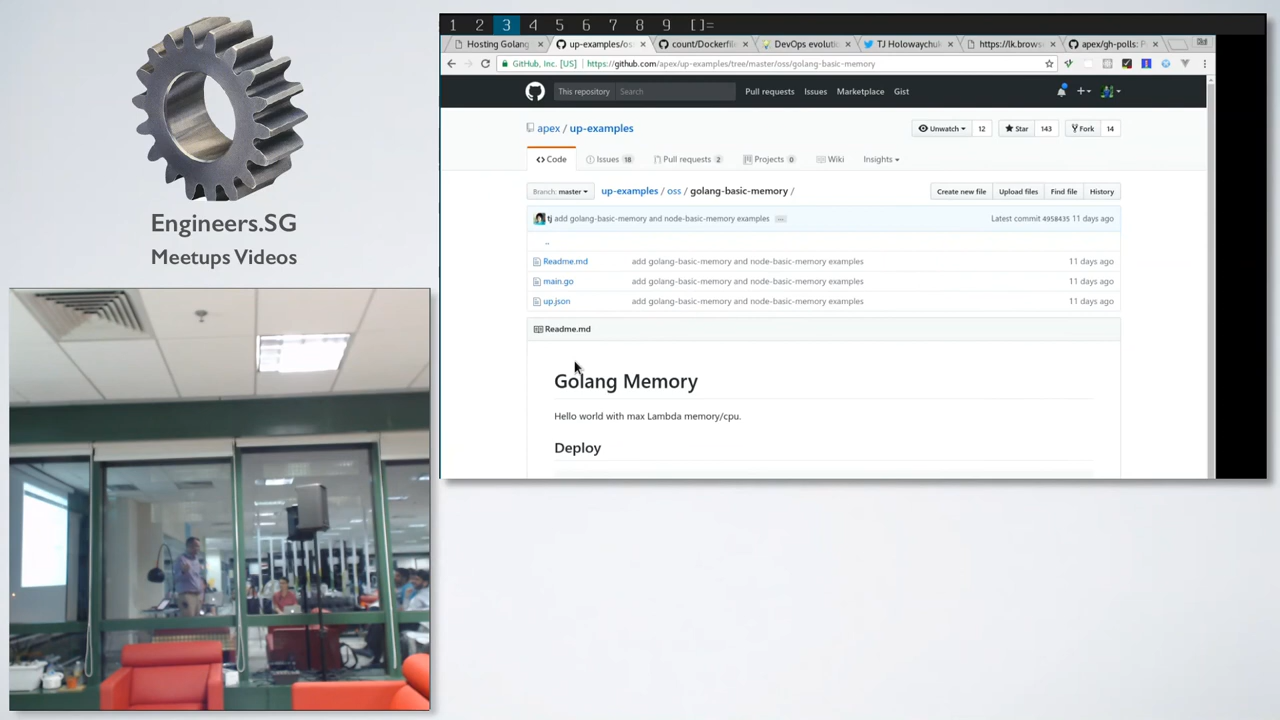 Engineers.SG
Meetups Videos
1 2 3 4 5 6 7 8 9 []=
Hosting Golang
up-examples/os
count/Dockerfile
DevOps evoluti
TJ Holowaychuk
https://lk.brows
apex/gh-polls: P
GitHub, Inc. [US] https://github.com/apex/up-examples/tree/master/oss/golang-basic-memory
This repository Search Pull requests Issues Marketplace Gist
apex / up-examples Unwatch 12 Star 143 Fork 14
<> Code Issues 18 Pull requests 2 Projects 0 Wiki Insights
Branch: master up-examples / oss / golang-basic-memory / Create new file Upload files Find file History
tj add golang-basic-memory and node-basic-memory examples ... Latest commit 4958435 11 days ago
..
Readme.md add golang-basic-memory and node-basic-memory examples 11 days ago
main.go add golang-basic-memory and node-basic-memory examples 11 days ago
up.json add golang-basic-memory and node-basic-memory examples 11 days ago
Readme.md
Golang Memory
Hello world with max Lambda memory/cpu.
Deploy